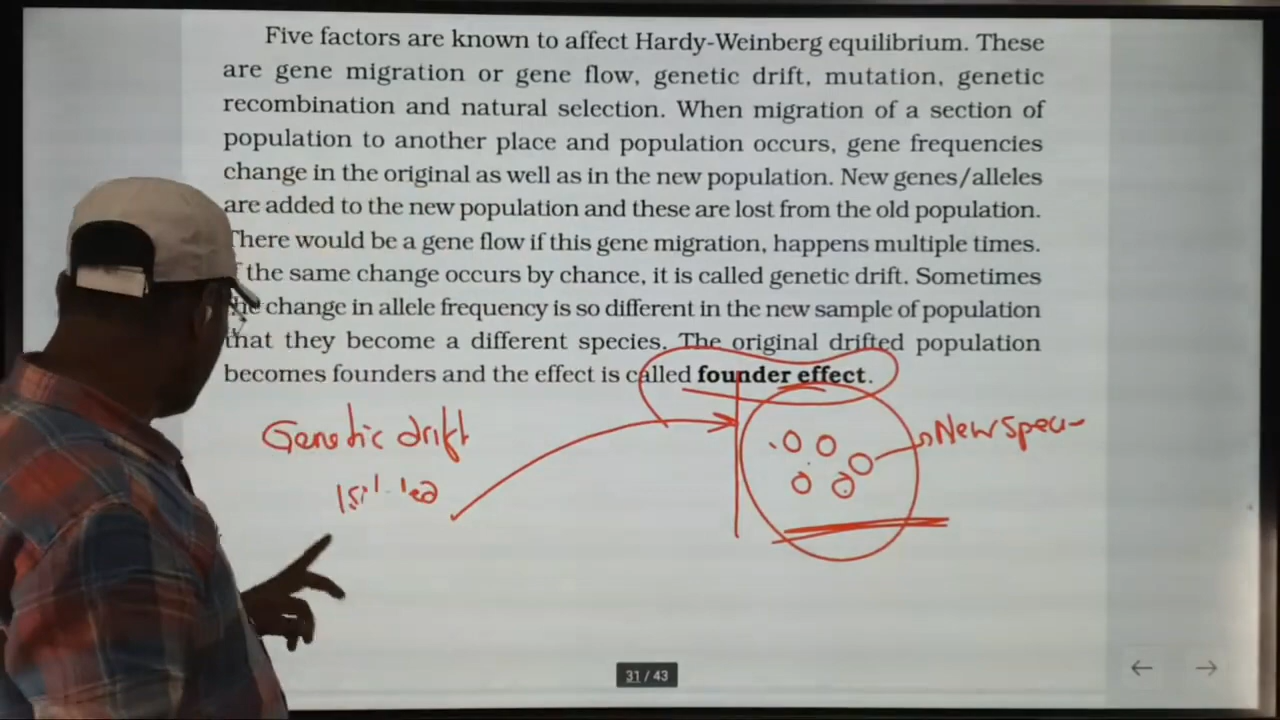 Five factors are known to affect Hardy-Weinberg equilibrium. These
are gene migration or gene flow, genetic drift, mutation, genetic
recombination and natural selection. When migration of a section of
population to another place and population occurs, gene frequencies
change in the original as well as in the new population. New genes/alleles
are added to the new population and these are lost from the old population.
There would be a gene flow if this gene migration, happens multiple times.
the same change occurs by chance, it is called genetic drift. Sometimes
the change in allele frequency is so different in the new sample of population
that they become a different species. The original drifted population
becomes founders and the effect is called founder effect.
Genetic drift
New Speci
31 / 43